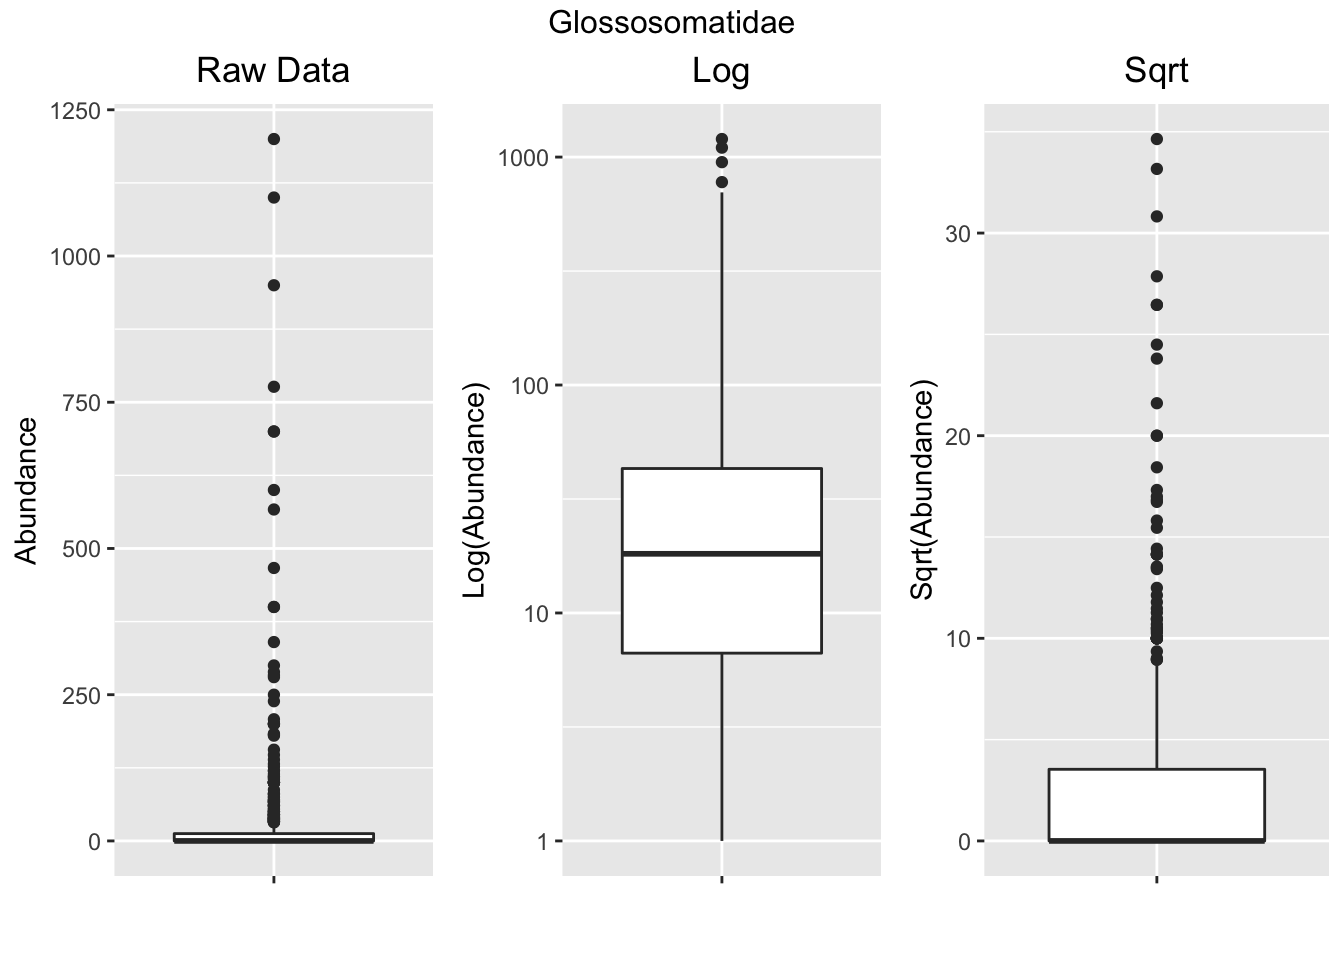 Glossosomatidae
Raw Data
Log
Sqrt
Abundance
1250
1000
750
500
250
0
Log(Abundance)
1000
100
10
1
Sqrt(Abundance)
30
20
10
0